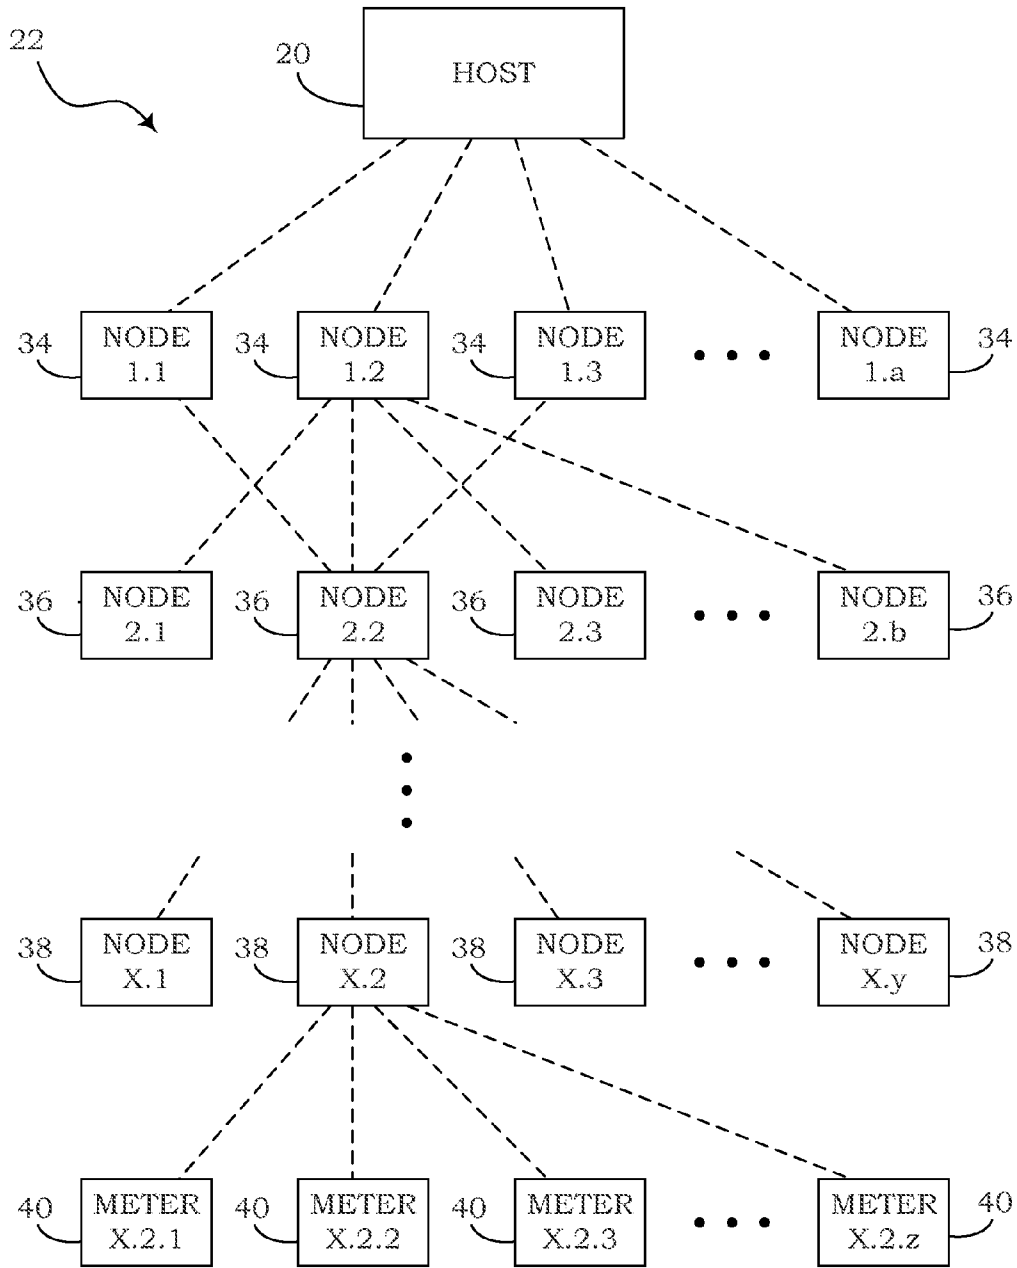 22
20
HOST
34
NODE
1.1
34
NODE
1.2
34
NODE
1.3
NODE
1.a
34
36
NODE
2.1
36
NODE
2.2
36
NODE
2.3
NODE
2.b
36
38
NODE
X.1
38
NODE
X.2
38
NODE
X.3
NODE
X.y
38
40
METER
X.2.1
40
METER
X.2.2
40
METER
X.2.3
METER
X.2.z
40